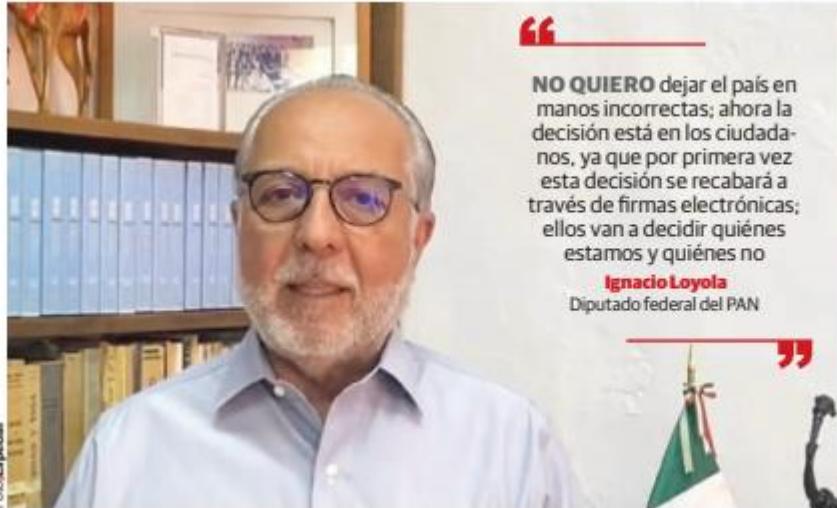 NO QUIERO dejar el país en
manos incorrectas; ahora la
decisión está en los ciudada-
nos, ya que por primera vez
esta decisión se recabará a
través de firmas electrónicas;
ellos van a decidir quiénes
estamos y quiénes no
Ignacio Loyola
Diputado federal del PAN